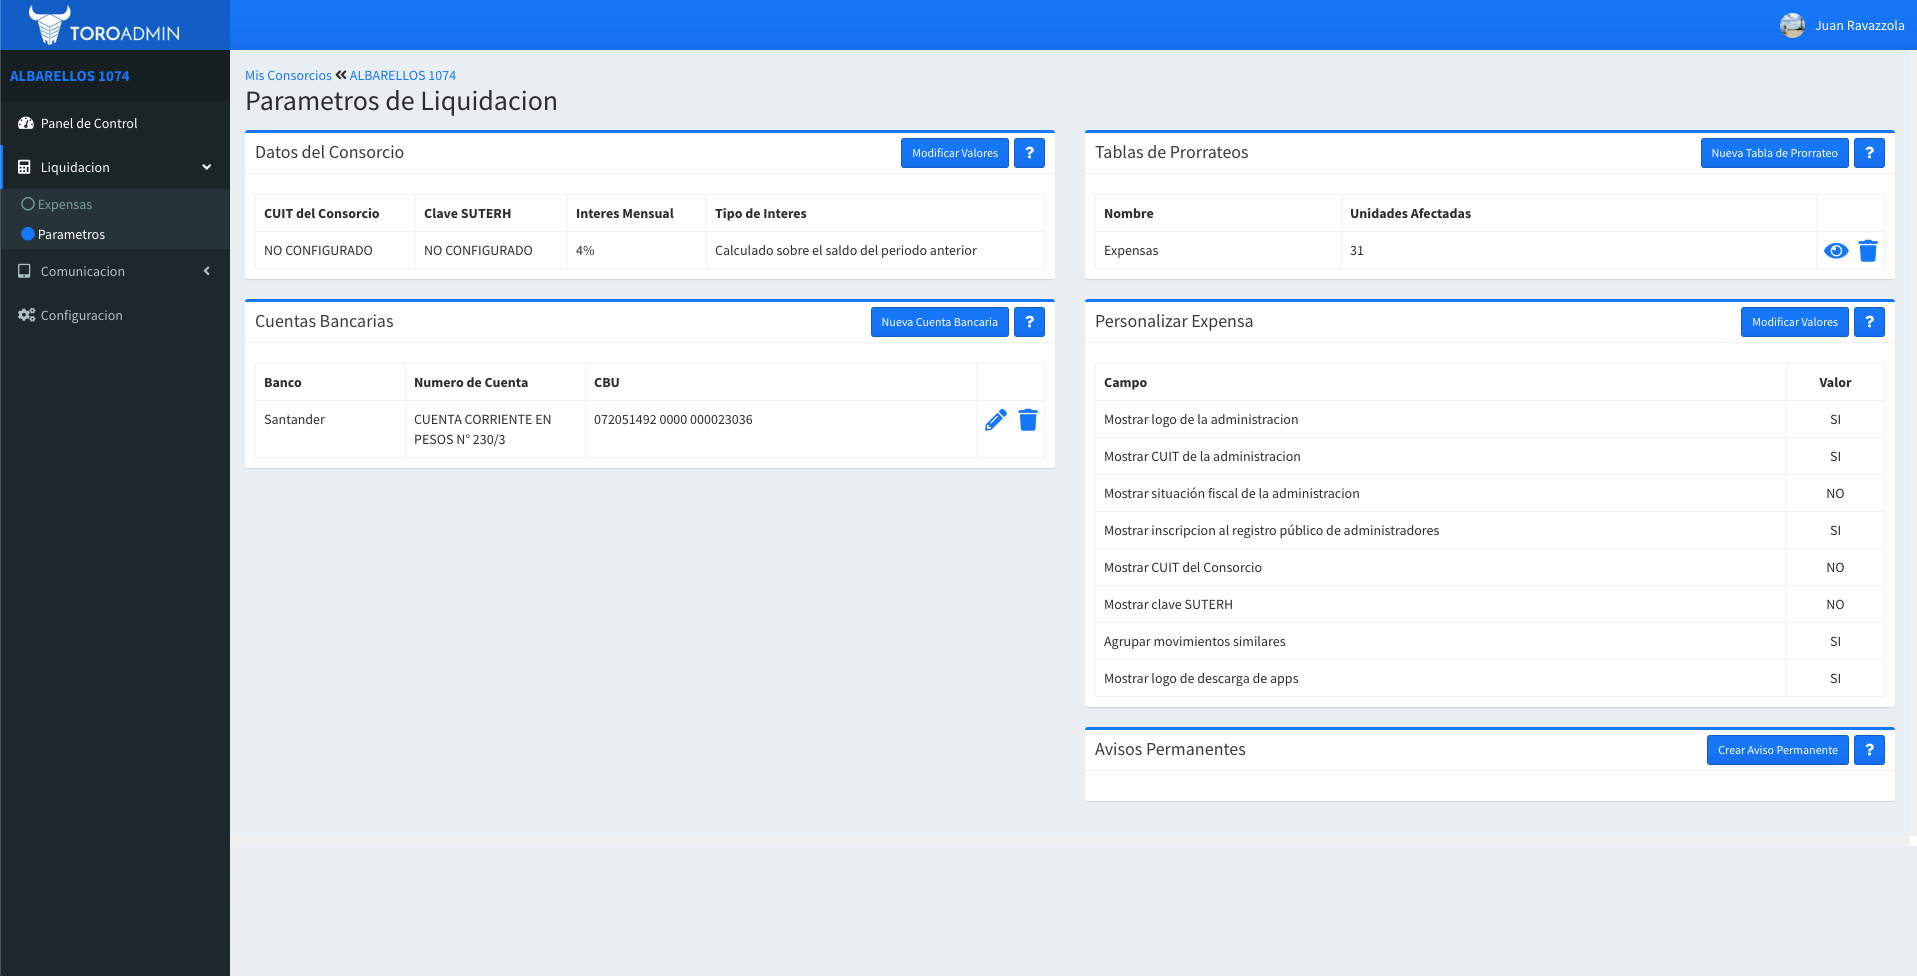 TOROADMIN
Juan Ravazzola
ALBARELLOS 1074
Panel de Control
Liquidacion
Expensas
Parametros
Comunicacion
Configuracion
Mis Consorcios « ALBARELLOS 1074
Parametros de Liquidacion
Datos del Consorcio
Modificar Valores
?
CUIT del Consorcio Clave SUTERH Interes Mensual Tipo de Interes
NO CONFIGURADO NO CONFIGURADO 4% Calculado sobre el saldo del periodo anterior
Cuentas Bancarias
Nueva Cuenta Bancaria
?
Banco Numero de Cuenta CBU
Santander CUENTA CORRIENTE EN 072051492 0000 000023036
PESOS N° 230/3
Tablas de Prorrateos
Nueva Tabla de Prorrateo
?
Nombre Unidades Afectadas
Expensas 31
Personalizar Expensa
Modificar Valores
?
Campo Valor
Mostrar logo de la administracion SI
Mostrar CUIT de la administracion SI
Mostrar situación fiscal de la administracion NO
Mostrar inscripcion al registro público de administradores SI
Mostrar CUIT del Consorcio NO
Mostrar clave SUTERH NO
Agrupar movimientos similares SI
Mostrar logo de descarga de apps SI
Avisos Permanentes
Crear Aviso Permanente
?